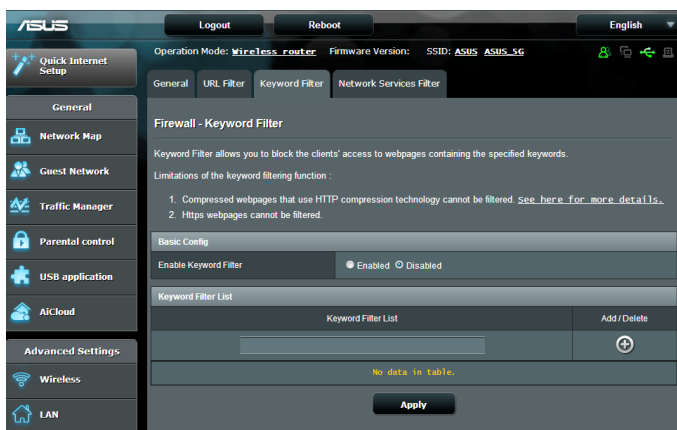 ASUS
Logout
Reboot
English
Quick Internet Setup
Operation Mode: Wireless router Firmware Version: SSID: ASUS ASUS_5G
General
URL Filter
Keyword Filter
Network Services Filter
General
Network Map
Guest Network
Traffic Manager
Parental control
USB application
AiCloud
Advanced Settings
Wireless
LAN
Firewall - Keyword Filter
Keyword Filter allows you to block the clients' access to webpages containing the specified keywords.
Limitations of the keyword filtering function :
1. Compressed webpages that use HTTP compression technology cannot be filtered. See here for more details.
2. Https webpages cannot be filtered.
Basic Config
Enable Keyword Filter
Enabled Disabled
Keyword Filter List
Keyword Filter List
Add / Delete
No data in table.
Apply